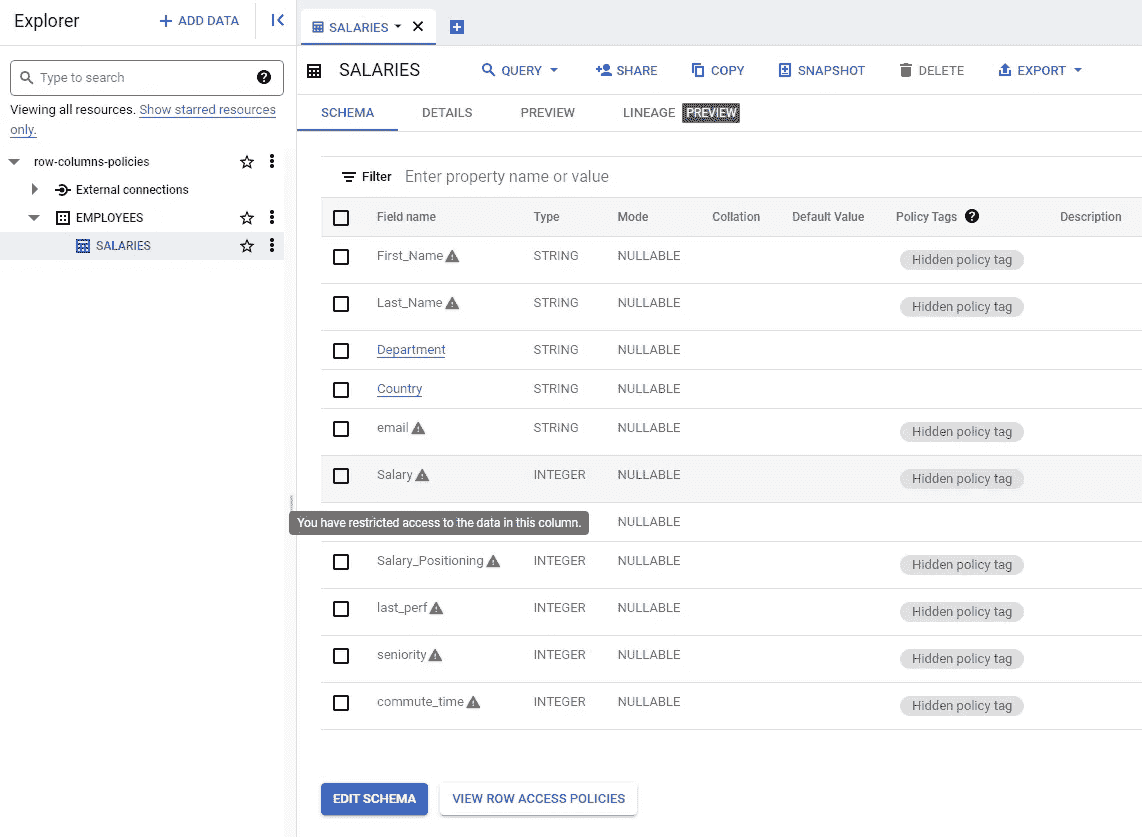 Explorer
+ ADD DATA
Type to search
Viewing all resources. Show starred resources
only.
row-columns-policies
External connections
EMPLOYEES
SALARIES
SALARIES
SALARIES
QUERY
SHARE
COPY
SNAPSHOT
DELETE
EXPORT
SCHEMA DETAILS PREVIEW LINEAGE PREVIEW
Filter Enter property name or value
Field name Type Mode Collation Default Value Policy Tags ? Description
First_Name STRING NULLABLE Hidden policy tag
Last_Name STRING NULLABLE Hidden policy tag
Department STRING NULLABLE
Country STRING NULLABLE
email STRING NULLABLE Hidden policy tag
Salary INTEGER NULLABLE Hidden policy tag
You have restricted access to the data in this column. NULLABLE
Salary_Positioning INTEGER NULLABLE Hidden policy tag
last_perf INTEGER NULLABLE Hidden policy tag
seniority INTEGER NULLABLE Hidden policy tag
commute_time INTEGER NULLABLE Hidden policy tag
EDIT SCHEMA VIEW ROW ACCESS POLICIES